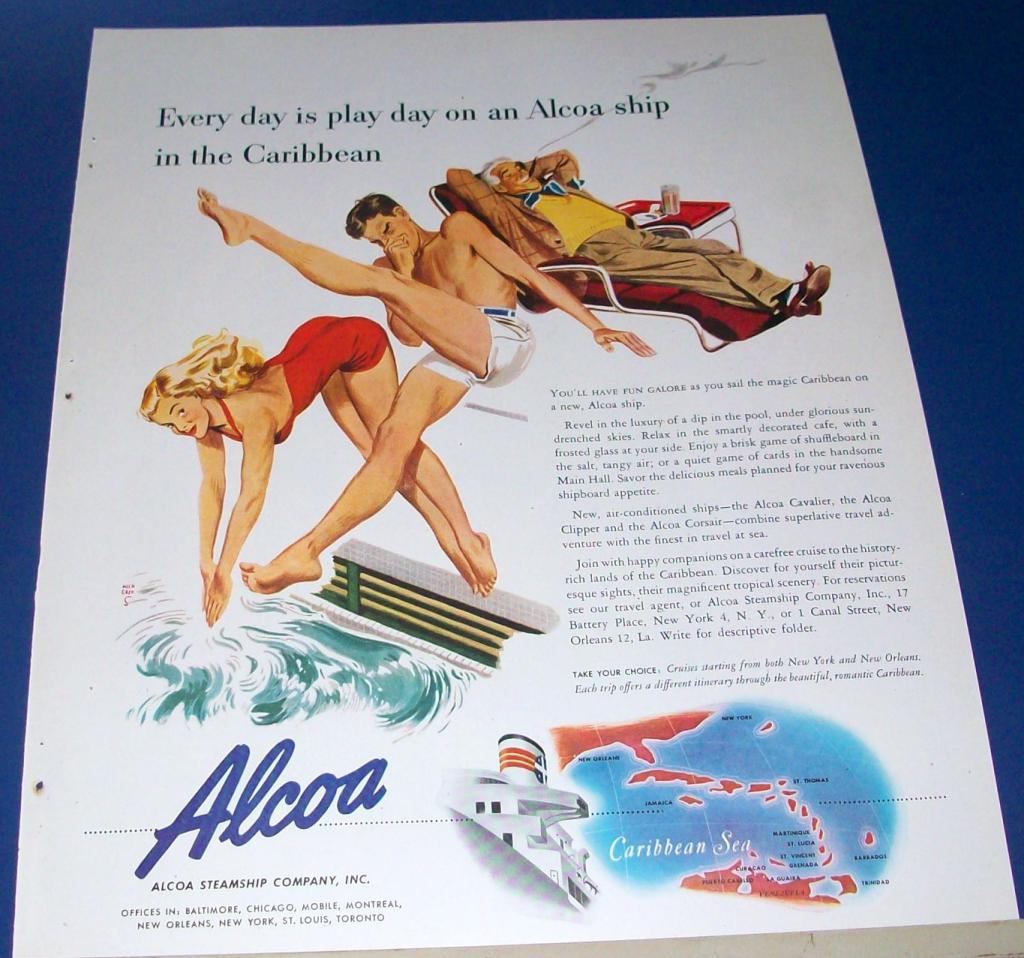 Every day is play day on an Alcoa ship
in the Caribbean
YOU'LL HAVE FUN GALORE as you sail the magic Caribbean on
a new, Alcoa ship.
Revel in the luxury of a dip in the pool, under glorious sun-
drenched skies. Relax in the smartly decorated cafe, with a
frosted glass at your side. Enjoy a brisk game of shuffleboard in
the salt, tangy air; or a quiet game of cards in the handsome
Main Hall. Savor the delicious meals planned for your ravenous
shipboard appetite.
New, air-conditioned ships—the Alcoa Cavalier, the Alcoa
Clipper and the Alcoa Corsair—combine superlative travel ad-
venture with the finest in travel at sea.
Join with happy companions on a carefree cruise to the history-
rich lands of the Caribbean. Discover for yourself their pictur-
esque sights, their magnificent tropical scenery. For reservations
see our travel agent, or Alcoa Steamship Company, Inc., 17
Battery Place, New York 4, N. Y., or 1 Canal Street, New
Orleans 12, La. Write for descriptive folder.
TAKE YOUR CHOICE: Cruises starting from both New York and New Orleans.
Each trip offers a different itinerary through the beautiful, romantic Caribbean.
Alcoa
ALCOA STEAMSHIP COMPANY, INC.
OFFICES IN: BALTIMORE, CHICAGO, MOBILE, MONTREAL,
NEW ORLEANS, NEW YORK, ST. LOUIS, TORONTO
NEW YORK
NEW ORLEANS
ST. THOMAS
JAMAICA
Caribbean Sea
MARTINIQUE
ST. LUCIA
ST. VINCENT
GRENADA
BARBADOS
CURACAO
PUERTO CABELLO
LA GUAIRA
TRINIDAD
VENEZUELA